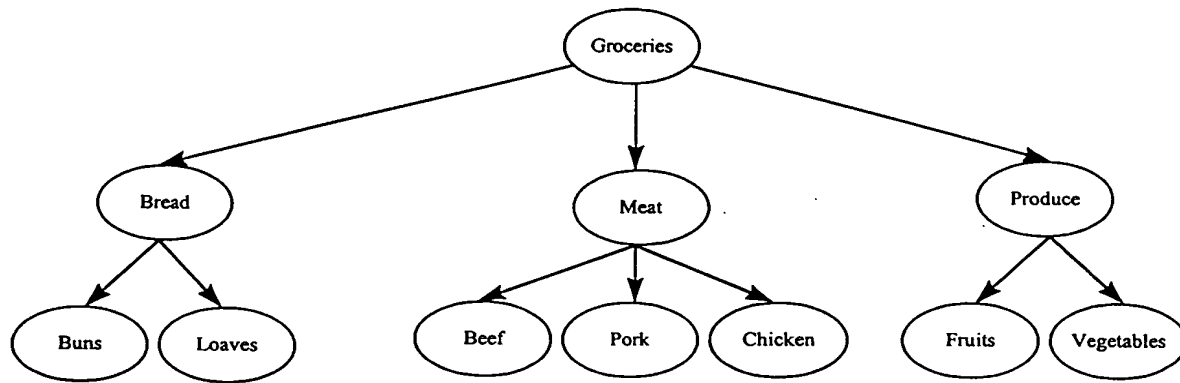 Groceries
Bread
Meat
Produce
Buns
Loaves
Beef
Pork
Chicken
Fruits
Vegetables